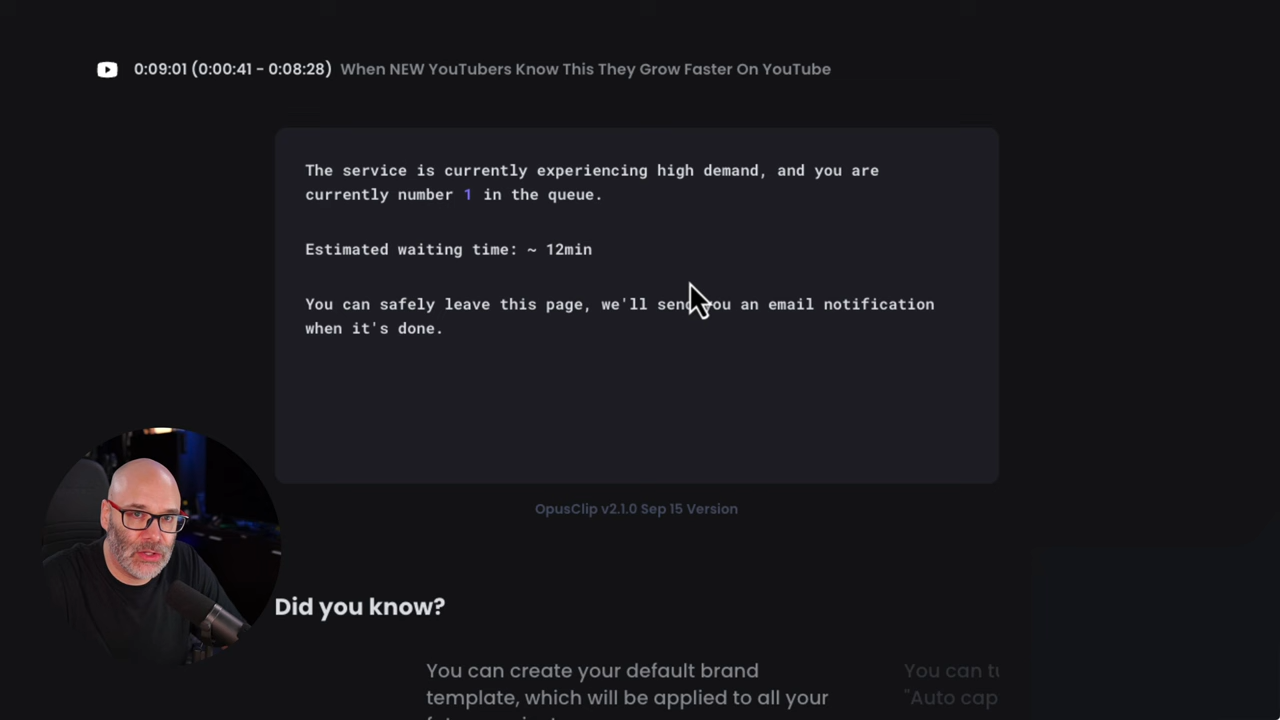 0:09:01 (0:00:41 - 0:08:28) When NEW YouTubers Know This They Grow Faster On YouTube
The service is currently experiencing high demand, and you are
currently number 1 in the queue.
Estimated waiting time: ~ 12min
You can safely leave this page, we'll send you an email notification
when it's done.
OpusClip v2.1.0 Sep 15 Version
Did you know?
You can create your default brand
template, which will be applied to all your
You can
"Auto cap